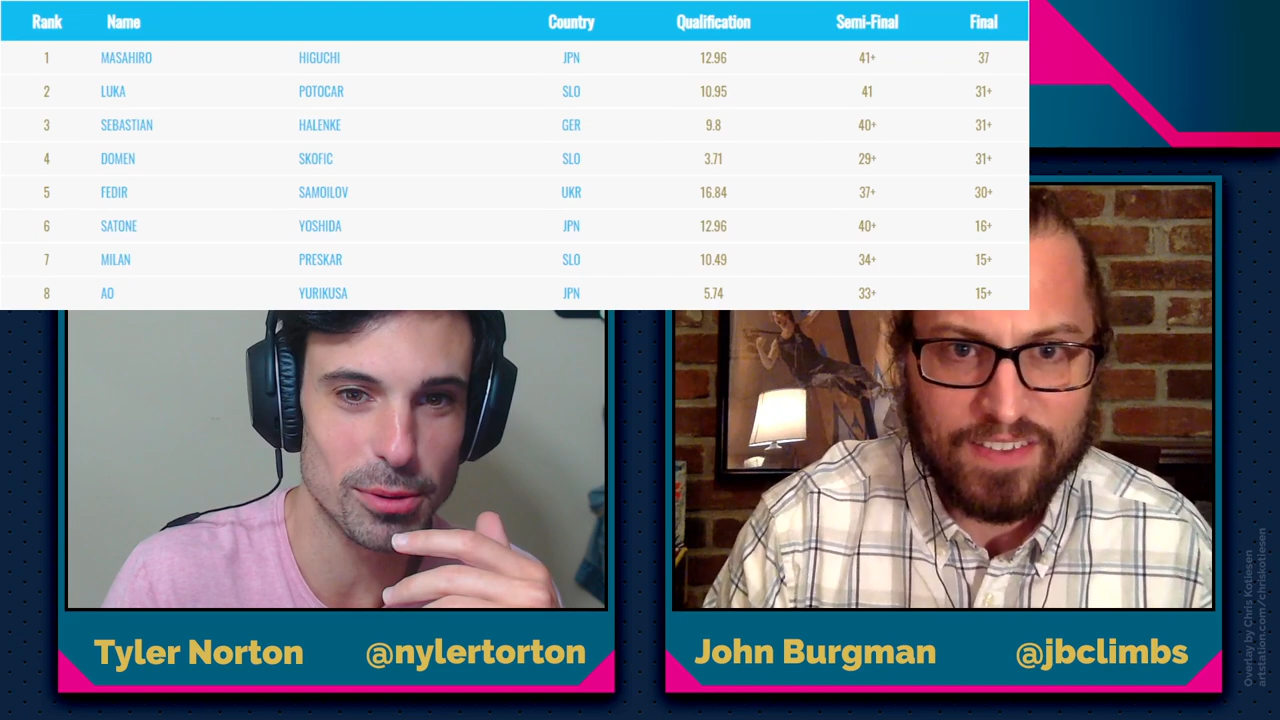 Rank Name Country Qualification Semi-Final Final
1 MASAHIRO HIGUCHI JPN 12.96 41+ 37
2 LUKA POTOCAR SLO 10.95 41 31+
3 SEBASTIAN HALENKE GER 9.8 40+ 31+
4 DOMEN SKOFIC SLO 3.71 29+ 31+
5 FEDIR SAMOILOV UKR 16.84 37+ 30+
6 SATONE YOSHIDA JPN 12.96 40+ 16+
7 MILAN PRESKAR SLO 10.49 34+ 15+
8 AO YURIKUSA JPN 5.74 33+ 15+
Tyler Norton @nylertorton
John Burgman @jbclimbs
Overlay by Chris Kotiesen
artstation.com/chriskotiesen